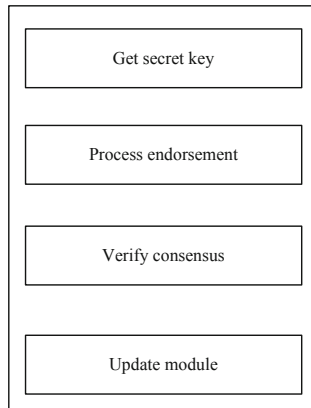 Get secret key
Process endorsement
Verify consensus
Update module